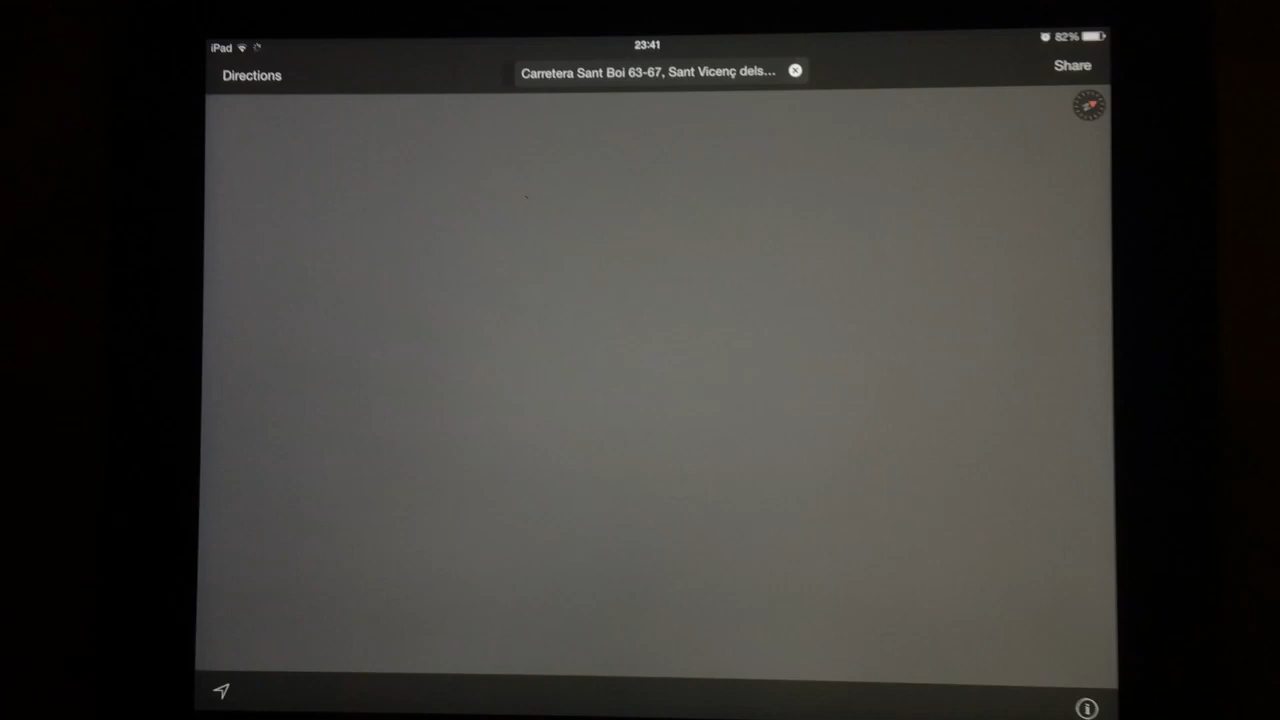 iPad
23:41
82%
Directions
Carretera Sant Boi 63-67, Sant Vicenç dels...
Share